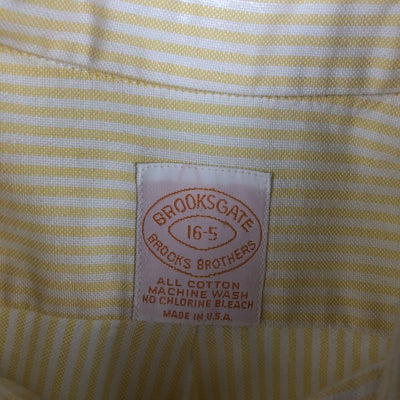 BROOKSGATE
16-5
BROOKS BROTHERS
ALL COTTON
MACHINE WASH
NO CHLORINE BLEACH
MADE IN U.S.A.